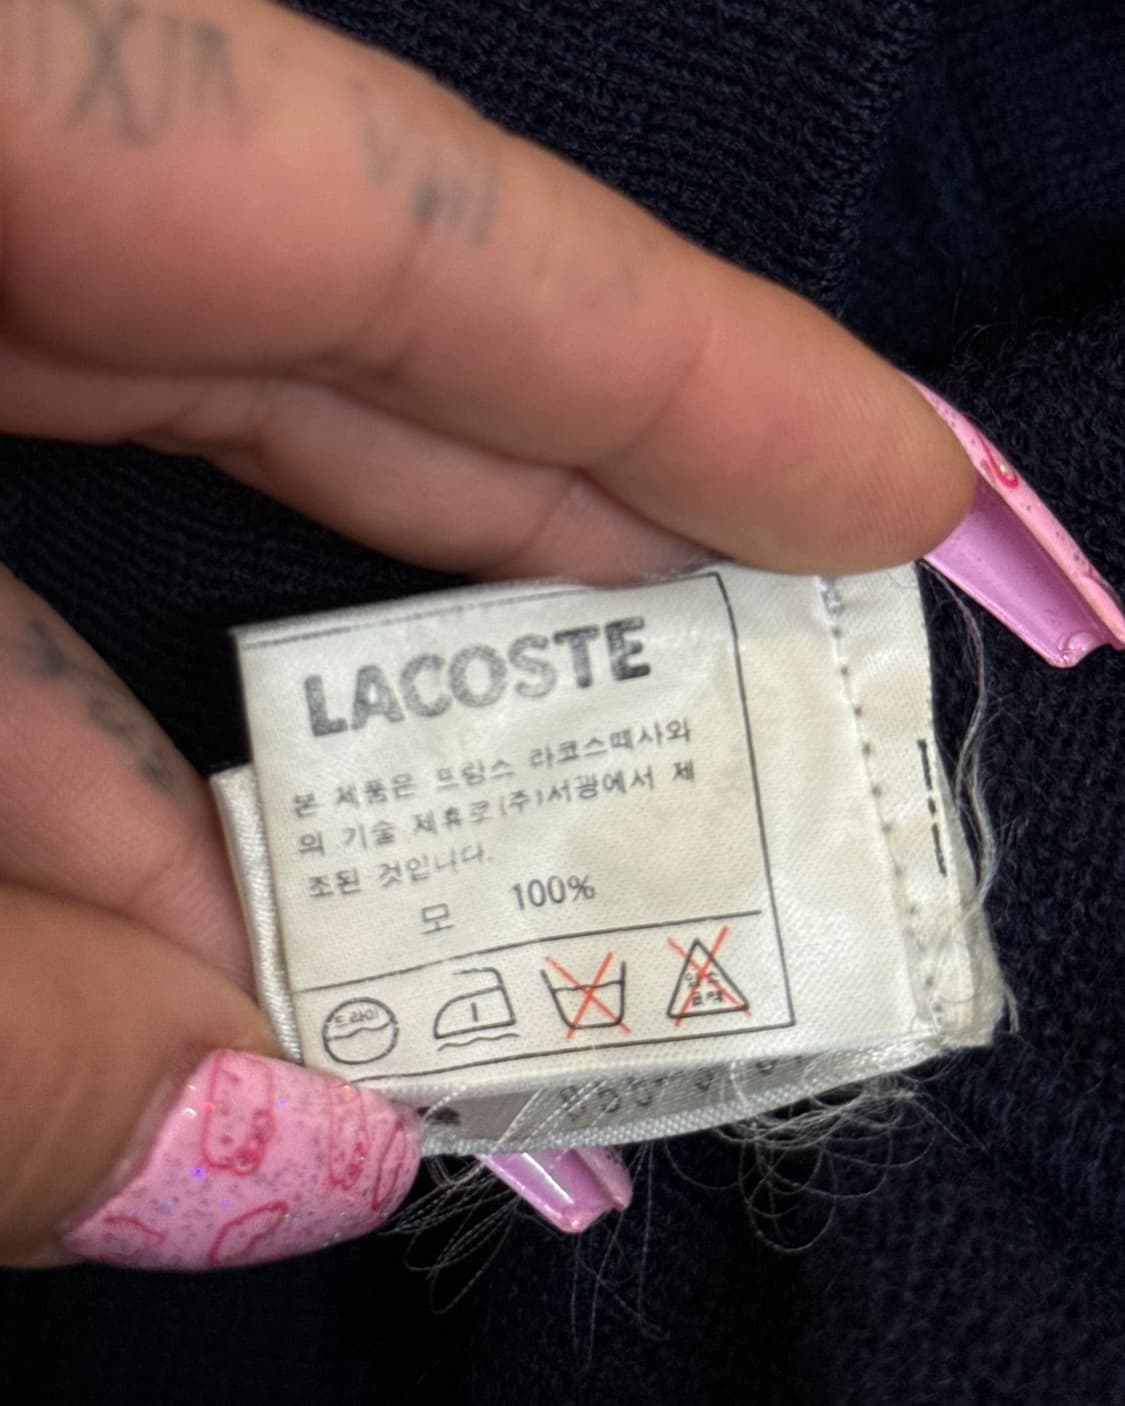 LACOSTE
본 제품은 프랑스 라코스떼사와
의 기술 제휴로 (주)서광에서 제
조된 것입니다.
모 100%
드라이